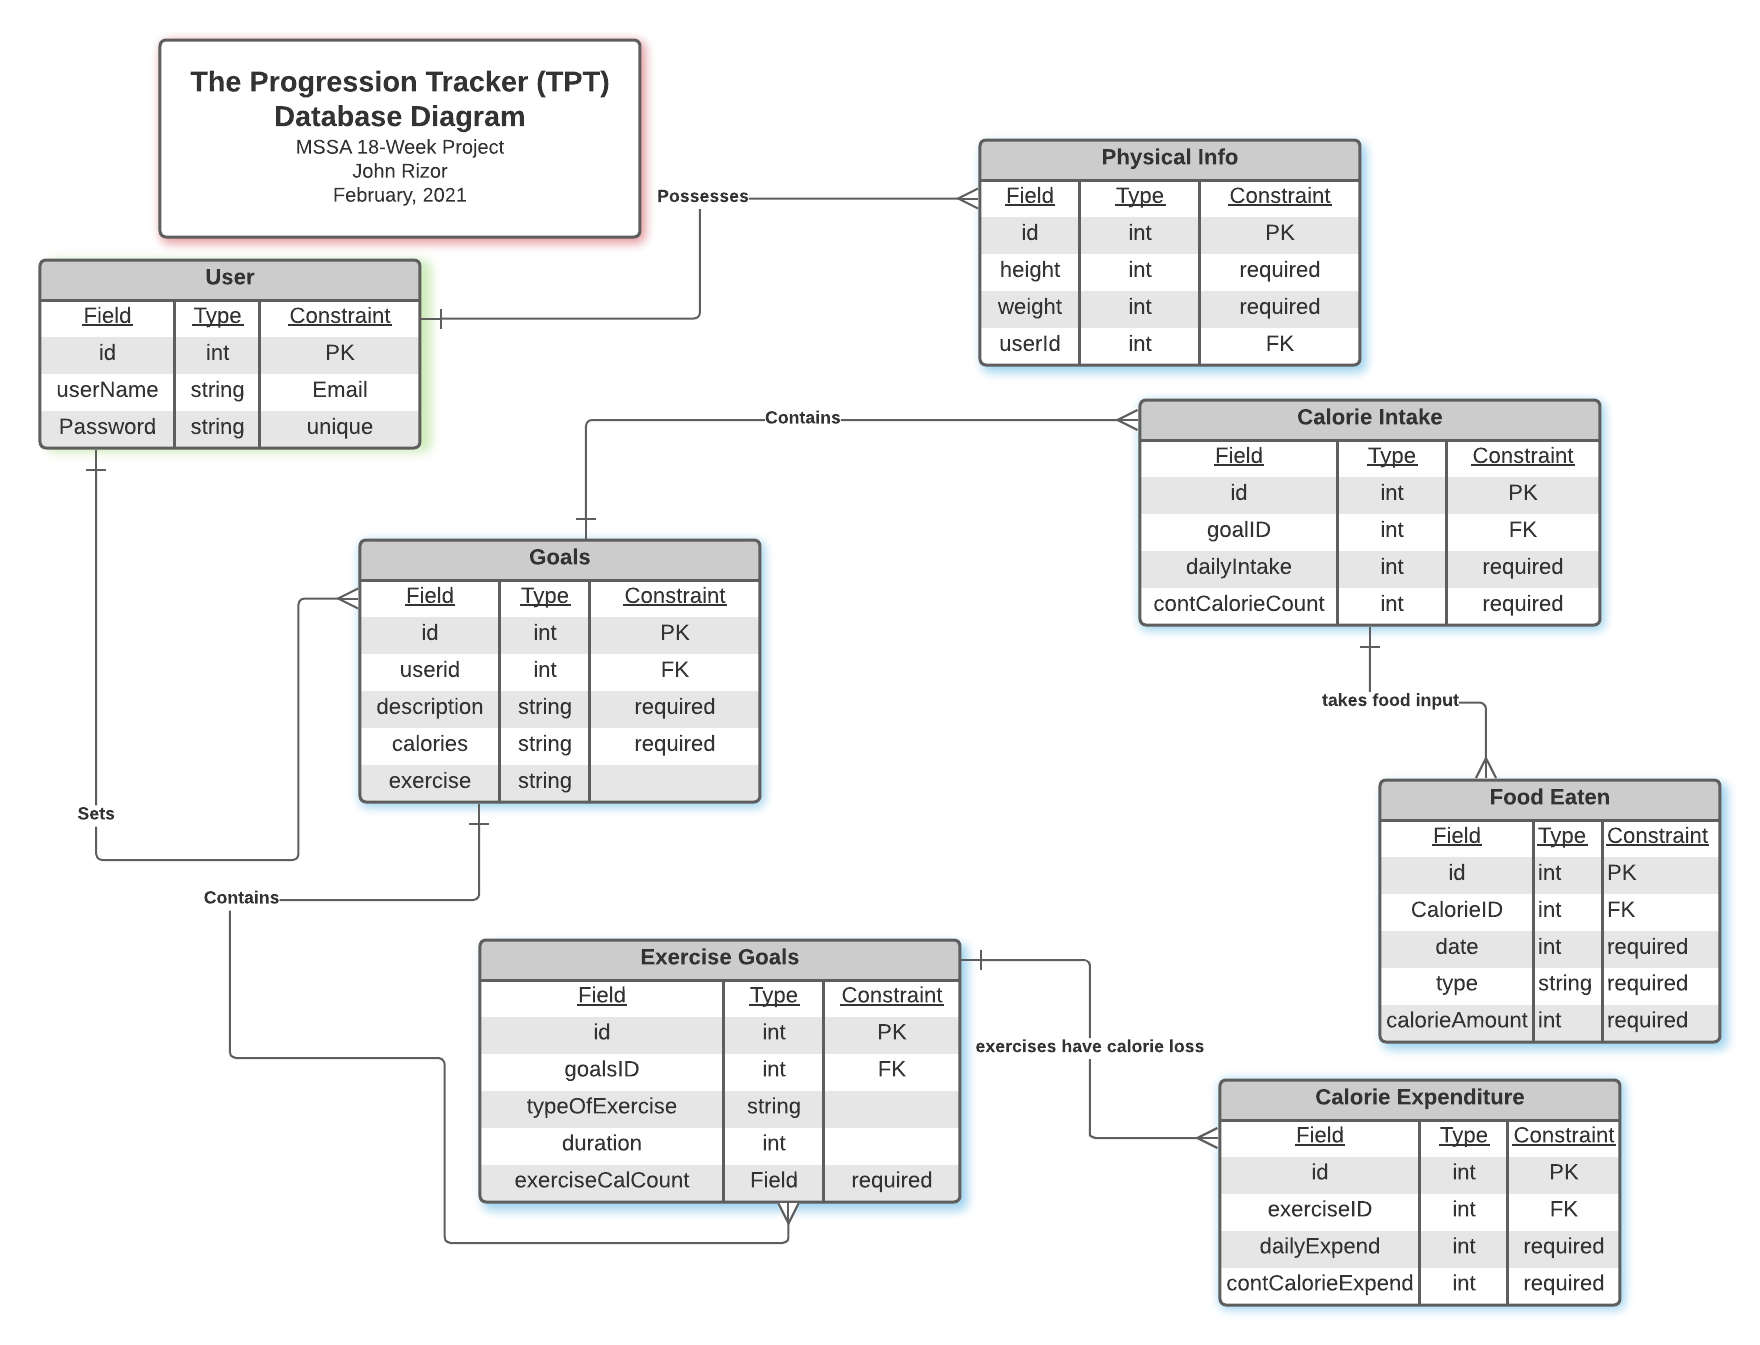 The Progression Tracker (TPT)
Database Diagram
MSSA 18-Week Project
John Rizor
February, 2021
Possesses
Physical Info
Field Type Constraint
id int PK
height int required
weight int required
userId int FK
User
Field Type Constraint
id int PK
userName string Email
Password string unique
Contains
Calorie Intake
Field Type Constraint
id int PK
goalID int FK
dailyIntake int required
contCalorieCount int required
Goals
Field Type Constraint
id int PK
userid int FK
description string required
calories string required
exercise string
takes food input
Sets
Food Eaten
Field Type Constraint
id int PK
CalorieID int FK
date int required
type string required
calorieAmount int required
Contains
Exercise Goals
Field Type Constraint
id int PK
goalsID int FK
typeOfExercise string
duration int
exerciseCalCount Field required
exercises have calorie loss
Calorie Expenditure
Field Type Constraint
id int PK
exerciseID int FK
dailyExpend int required
contCalorieExpend int required